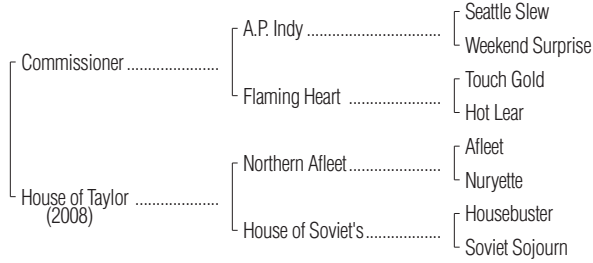 Seattle Slew
A.P. Indy ................................
Weekend Surprise
Commissioner ......................
Touch Gold
Flaming Heart ......................
Hot Lear
Afleet
Northern Afleet......................
Nuryette
House of Taylor ....................
(2008)
Housebuster
House of Soviet's..................
Soviet Sojourn